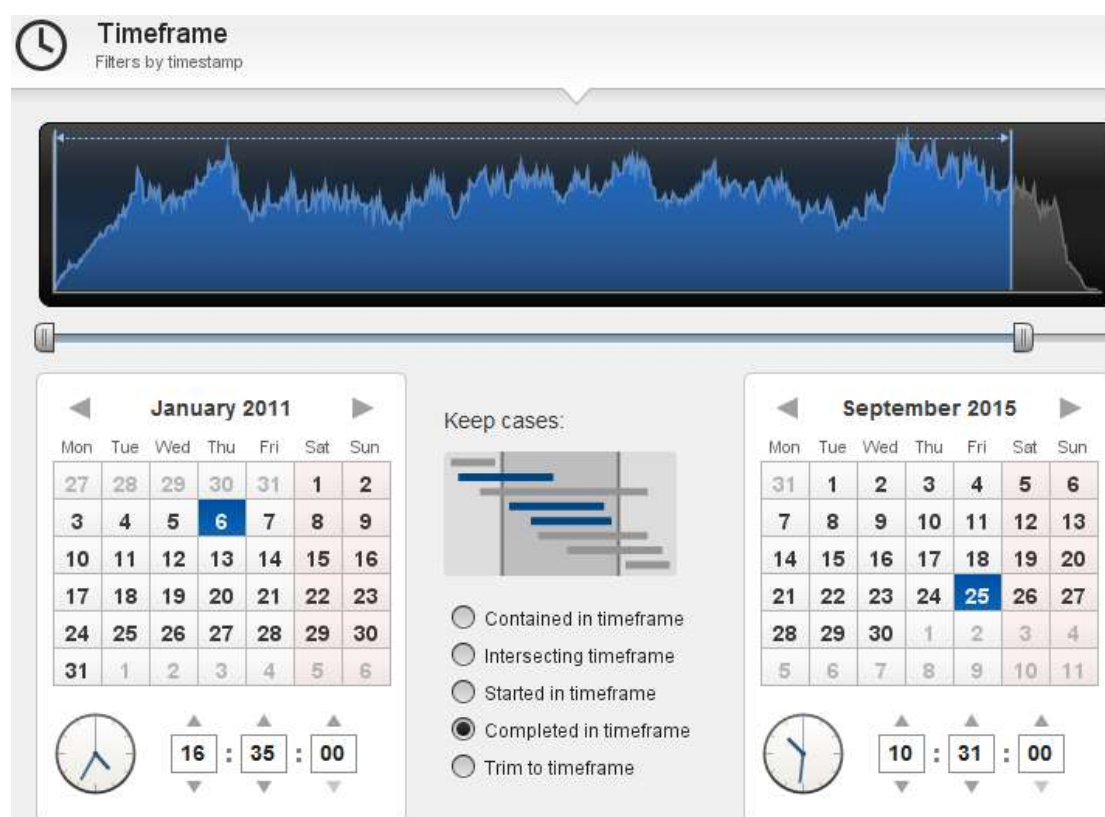 Timeframe
Filters by timestamp
January 2011
Mon Tue Wed Thu Fri Sat Sun
27 28 29 30 31 1 2
3 4 5 6 7 8 9
10 11 12 13 14 15 16
17 18 19 20 21 22 23
24 25 26 27 28 29 30
31 1 2 3 4 5 6
16 : 35 : 00
Keep cases:
Contained in timeframe
Intersecting timeframe
Started in timeframe
Completed in timeframe
Trim to timeframe
September 2015
Mon Tue Wed Thu Fri Sat Sun
31 1 2 3 4 5 6
7 8 9 10 11 12 13
14 15 16 17 18 19 20
21 22 23 24 25 26 27
28 29 30 1 2 3 4
5 6 7 8 9 10 11
10 : 31 : 00